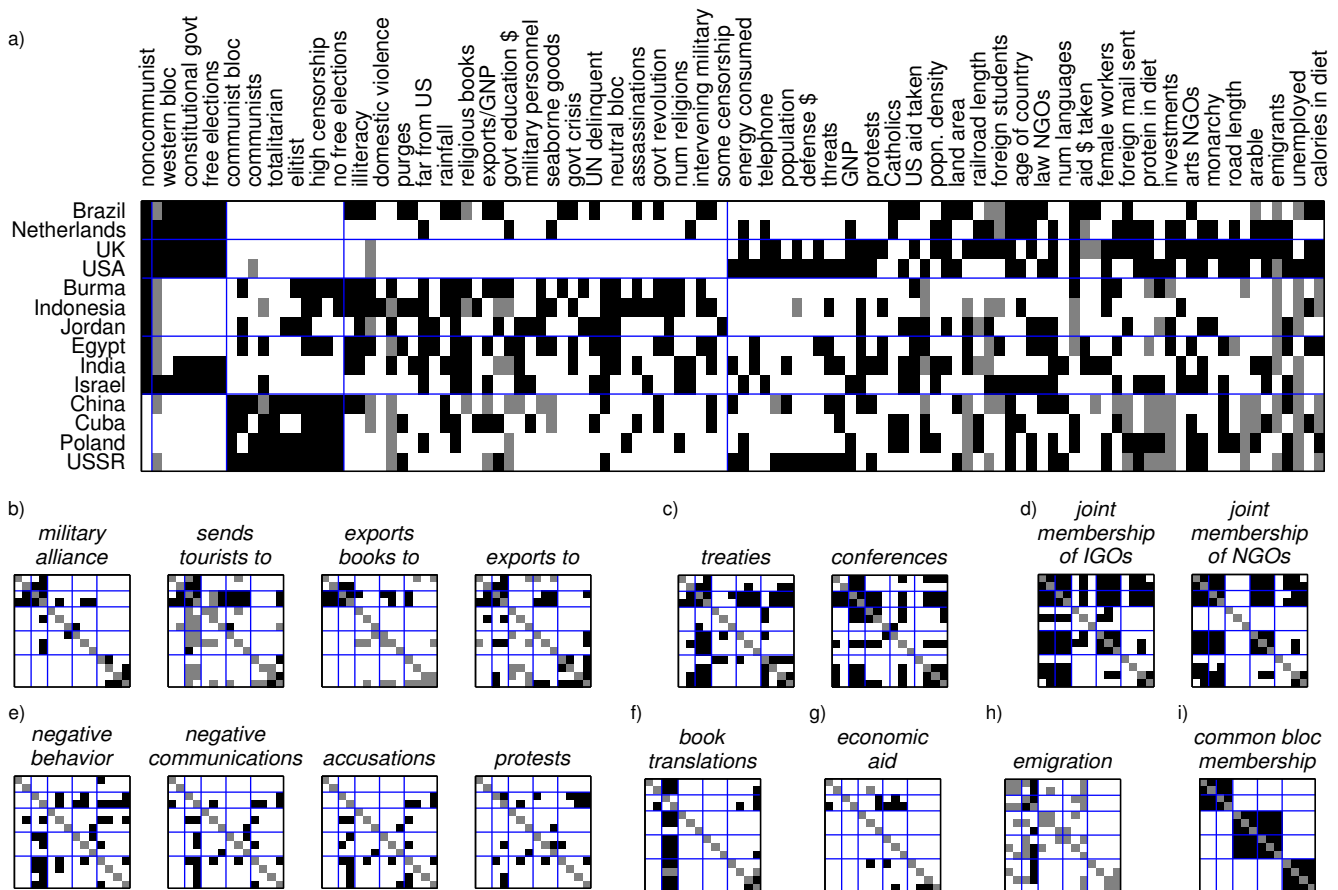 a)
noncommunist
western bloc
constitutional govt
free elections
communist bloc
communists
totalitarian
elitist
high censorship
no free elections
illiteracy
domestic violence
purges
far from US
rainfall
religious books
exports/GNP
govt education $
military personnel
seaborne goods
govt crisis
UN delinquent
neutral bloc
assassinations
govt revolution
num religions
intervening military
some censorship
energy consumed
telephone
population
defense $
threats
GNP
protests
Catholics
US aid taken
popn. density
land area
railroad length
foreign students
age of country
law NGOs
num languages
aid $ taken
female workers
foreign mail sent
protein in diet
investments
arts NGOs
monarchy
road length
arable
emigrants
unemployed
calories in diet
Brazil
Netherlands
UK
USA
Burma
Indonesia
Jordan
Egypt
India
Israel
China
Cuba
Poland
USSR
b)
military
alliance
sends
tourists to
exports
books to
exports to
c)
treaties
conferences
d)
joint
membership
of IGOs
joint
membership
of NGOs
e)
negative
behavior
negative
communications
accusations
protests
f)
book
translations
g)
economic
aid
h)
emigration
i)
common bloc
membership